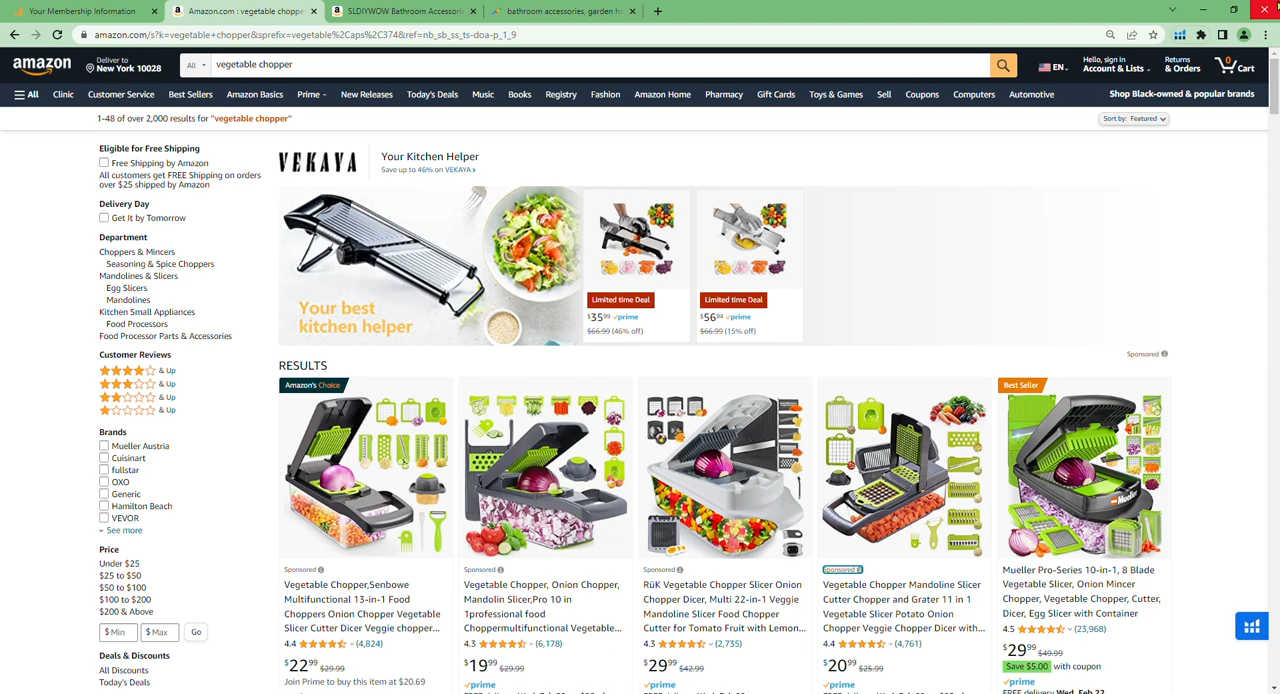 Your Membership Information
Amazon.com : vegetable choppe
SLDIYWOW Bathroom Accessorie
bathroom accessories, garden ho
amazon.com/s?k=vegetable+chopper&sprefix=vegetable%2Caps%2C374&ref=nb_sb_ss_ts-doa-p_1_9
amazon
Deliver to
New York 10028
All
vegetable chopper
EN
Hello, sign in
Account & Lists
Returns
& Orders
0
Cart
All
Clinic
Customer Service
Best Sellers
Amazon Basics
Prime
New Releases
Today's Deals
Music
Books
Registry
Fashion
Amazon Home
Pharmacy
Gift Cards
Toys & Games
Sell
Coupons
Computers
Automotive
Shop Black-owned & popular brands
1-48 of over 2,000 results for "vegetable chopper"
Sort by: Featured
Eligible for Free Shipping
Free Shipping by Amazon
All customers get FREE Shipping on orders
over $25 shipped by Amazon
Delivery Day
Get It by Tomorrow
Department
Choppers & Mincers
Seasoning & Spice Choppers
Mandolines & Slicers
Egg Slicers
Mandolines
Kitchen Small Appliances
Food Processors
Food Processor Parts & Accessories
Customer Reviews
& Up
& Up
& Up
& Up
Brands
Mueller Austria
Cuisinart
fullstar
OXO
Generic
Hamilton Beach
VEVOR
See more
Price
Under $25
$25 to $50
$50 to $100
$100 to $200
$200 & Above
$ Min
$ Max
Go
Deals & Discounts
All Discounts
Today's Deals
VEKAYA
Your Kitchen Helper
Save up to 46% on VEKAYA ›
Your best
kitchen helper
Limited time Deal
$3599 prime
$66.99 (46% off)
Limited time Deal
$5694 prime
$66.99 (15% off)
Sponsored
RESULTS
Amazon's Choice
Sponsored
Vegetable Chopper,Senbowe
Multifunctional 13-in-1 Food
Choppers Onion Chopper Vegetable
Slicer Cutter Dicer Veggie chopper...
4.4
(4,824)
$2299 $29.99
Join Prime to buy this item at $20.69
Sponsored
Vegetable Chopper, Onion Chopper,
Mandolin Slicer,Pro 10 in
1professional food
Choppermultifunctional Vegetable...
4.3
(6,178)
$1999 $29.99
prime
Sponsored
RüK Vegetable Chopper Slicer Onion
Chopper Dicer, Multi 22-in-1 Veggie
Mandoline Slicer Food Chopper
Cutter for Tomato Fruit with Lemon...
4.3
(2,735)
$2999 $42.99
prime
Sponsored
Vegetable Chopper Mandoline Slicer
Cutter Chopper and Grater 11 in 1
Vegetable Slicer Potato Onion
Chopper Veggie Chopper Dicer with...
4.4
(4,761)
$2099 $25.99
prime
Best Seller
Mueller
Mueller Pro-Series 10-in-1, 8 Blade
Vegetable Slicer, Onion Mincer
Chopper, Vegetable Chopper, Cutter,
Dicer, Egg Slicer with Container
4.5
(23,968)
$2999 $49.99
Save $5.00 with coupon
prime
FREE delivery Wed, Feb 22